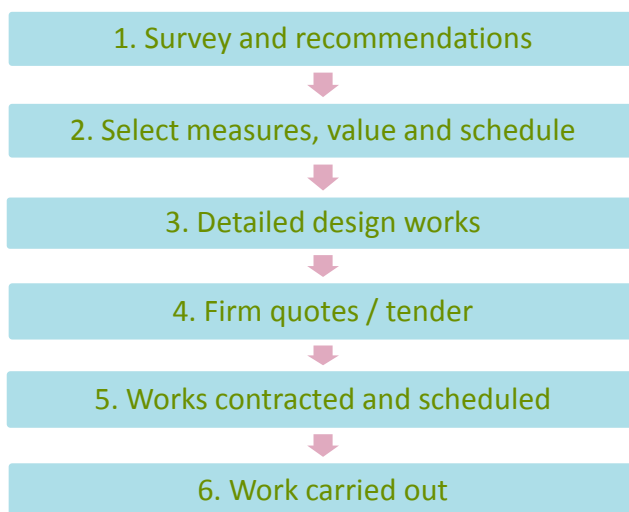 1. Survey and recommendations
2. Select measures, value and schedule
3. Detailed design works
4. Firm quotes / tender
5. Works contracted and scheduled
6. Work carried out